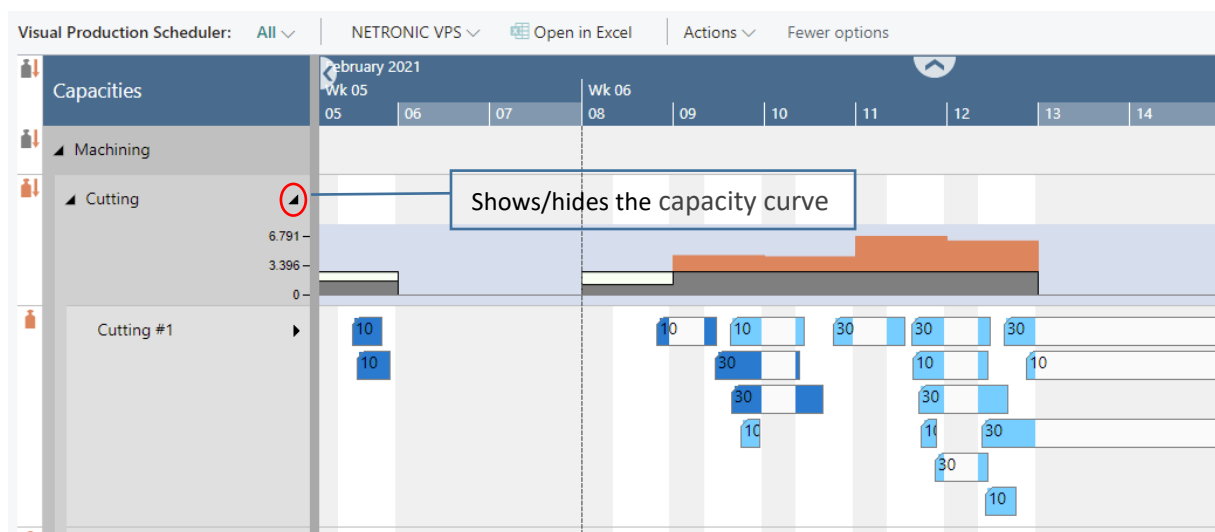 Visual Production Scheduler: All NETRONIC VPS Open in Excel Actions Fewer options
February 2021
Capacities
Wk 05 Wk 06
05 06 07 08 09 10 11 12 13 14
Machining
Cutting
Shows/hides the capacity curve
6.791
3.396
0
Cutting #1
10 10 10 30 30 30
10 30 10 10
30 30
10 10 30
30
10